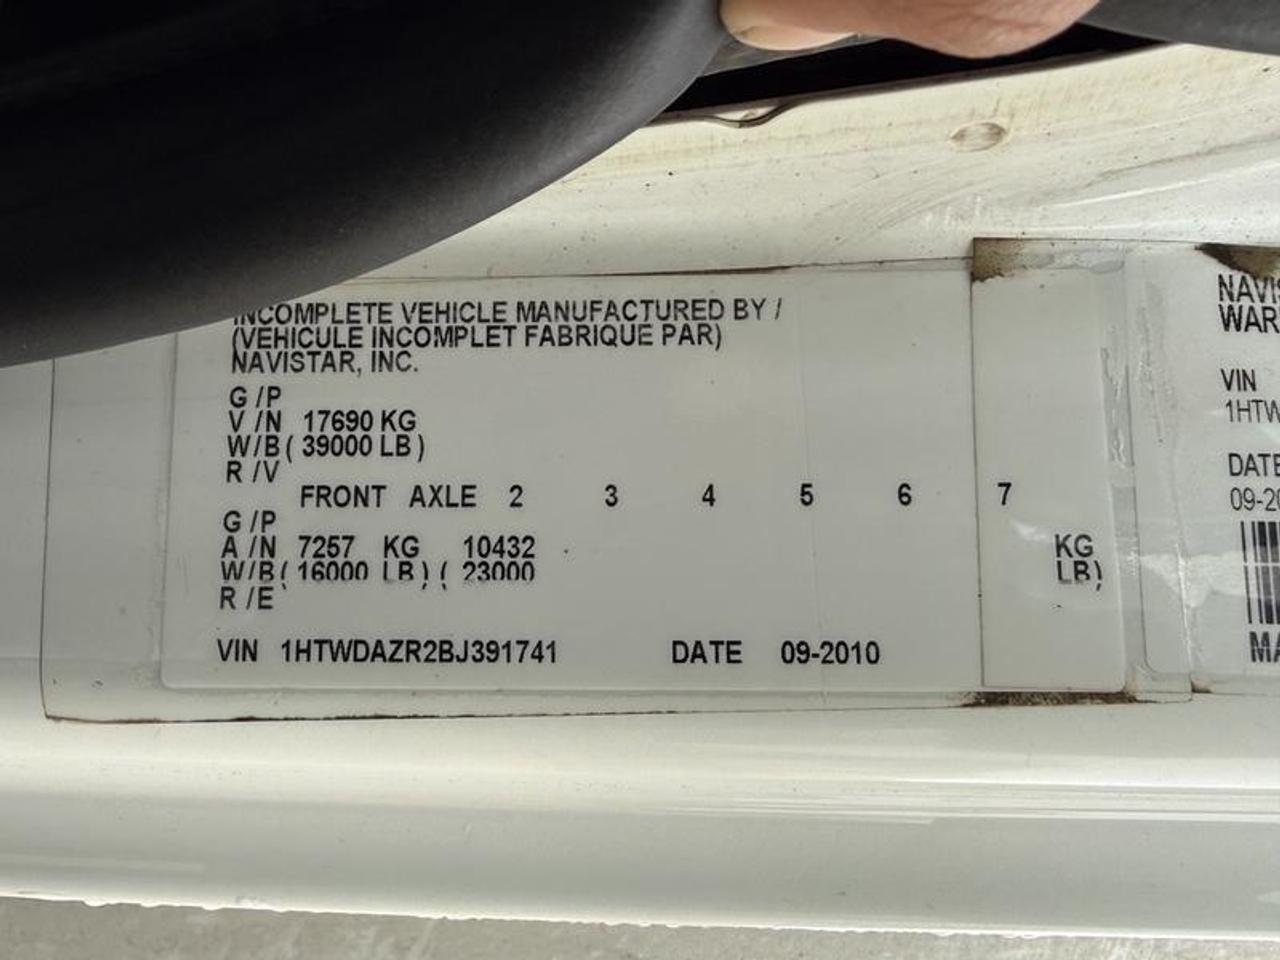 INCOMPLETE VEHICLE MANUFACTURED BY /
(VEHICULE INCOMPLET FABRIQUE PAR)
NAVISTAR, INC.
G /P
V /N 17690 KG
W/B ( 39000 LB )
R /V
FRONT AXLE 2 3 4 5 6 7
G /P
A /N 7257 KG 10432 KG
W/B( 16000 LB) ( 23000 LB)
R /E
VIN 1HTWDAZR2BJ391741 DATE 09-2010
NAVIS
WAR
VIN
1HTW
DATE
09-20
MA